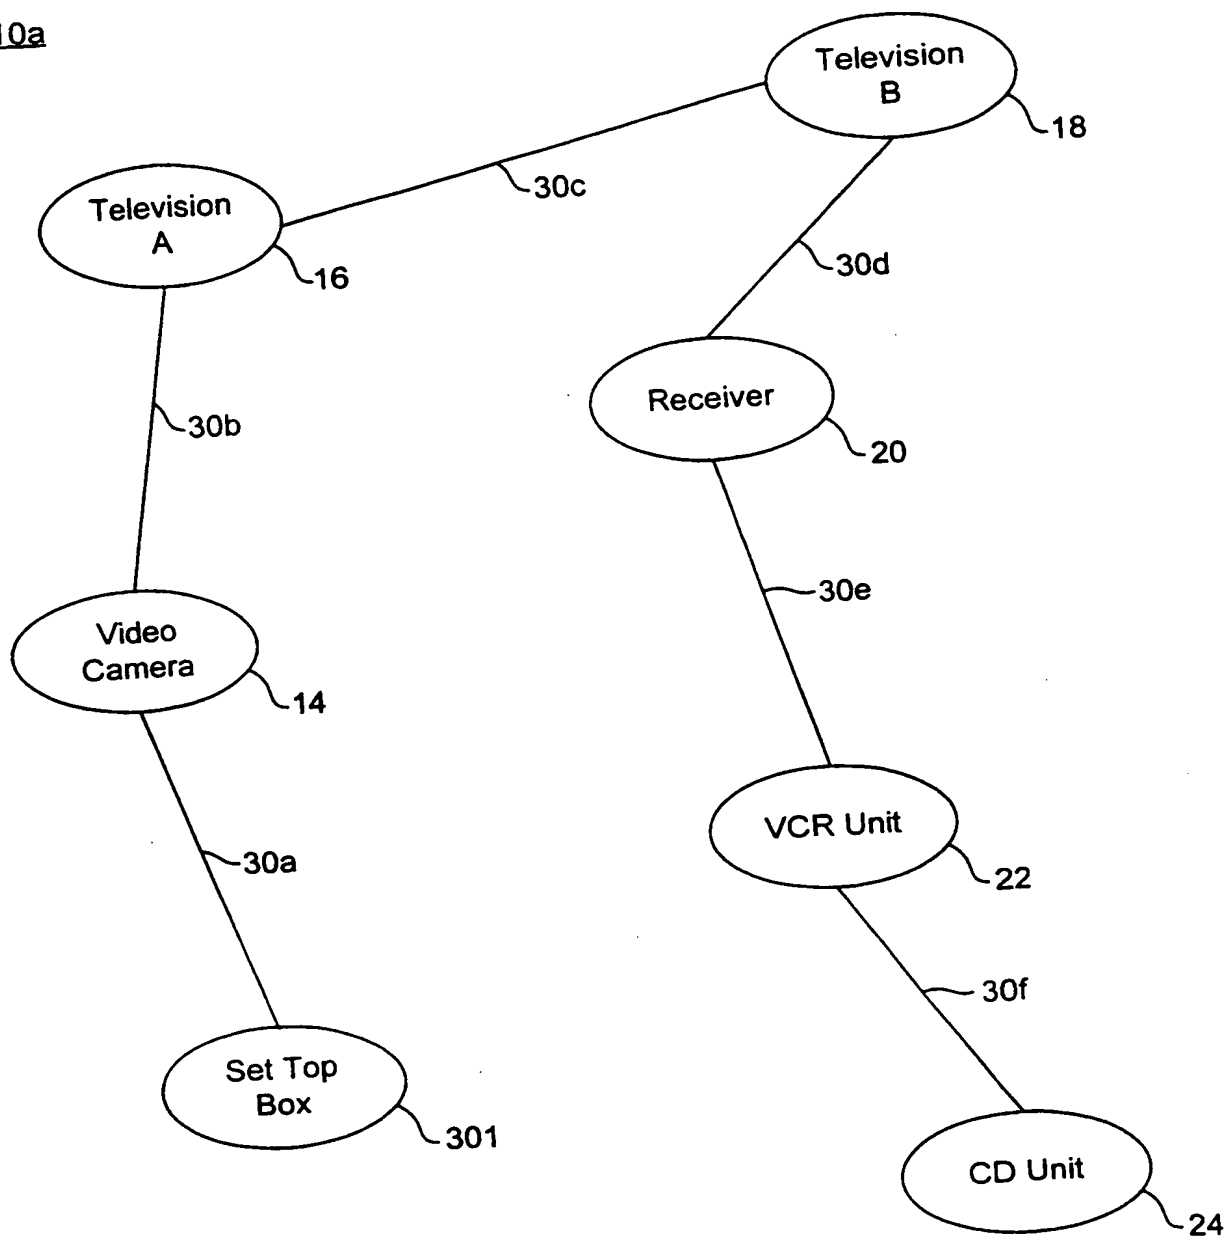 10a
Television
B
18
30c
Television
A
16
30d
Receiver
20
30b
30e
Video
Camera
14
VCR Unit
22
30a
30f
Set Top
Box
301
CD Unit
24